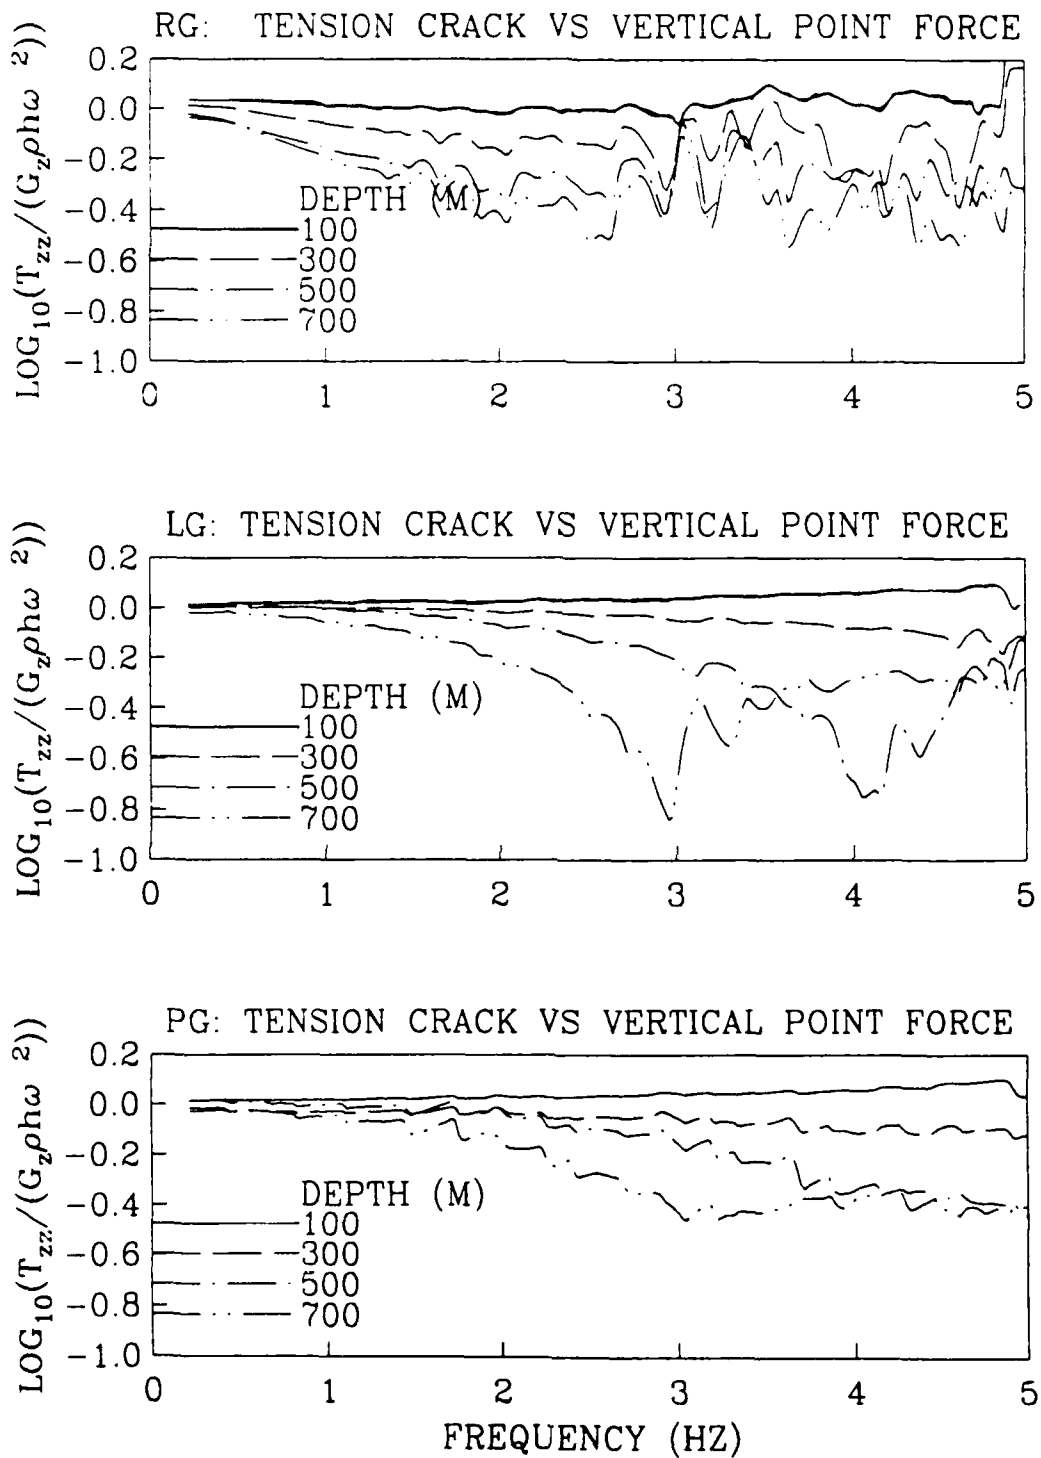 RG: TENSION CRACK VS VERTICAL POINT FORCE
LOG10(Tzz/(Gzρhω 2))
0.2
0.0
-0.2
-0.4
-0.6
-0.8
-1.0
DEPTH (M)
100
300
500
700
0 1 2 3 4 5
LG: TENSION CRACK VS VERTICAL POINT FORCE
LOG10(Tzz/(Gzρhω 2))
0.2
0.0
-0.2
-0.4
-0.6
-0.8
-1.0
DEPTH (M)
100
300
500
700
0 1 2 3 4 5
PG: TENSION CRACK VS VERTICAL POINT FORCE
LOG10(Tzz/(Gzρhω 2))
0.2
0.0
-0.2
-0.4
-0.6
-0.8
-1.0
DEPTH (M)
100
300
500
700
0 1 2 3 4 5
FREQUENCY (HZ)